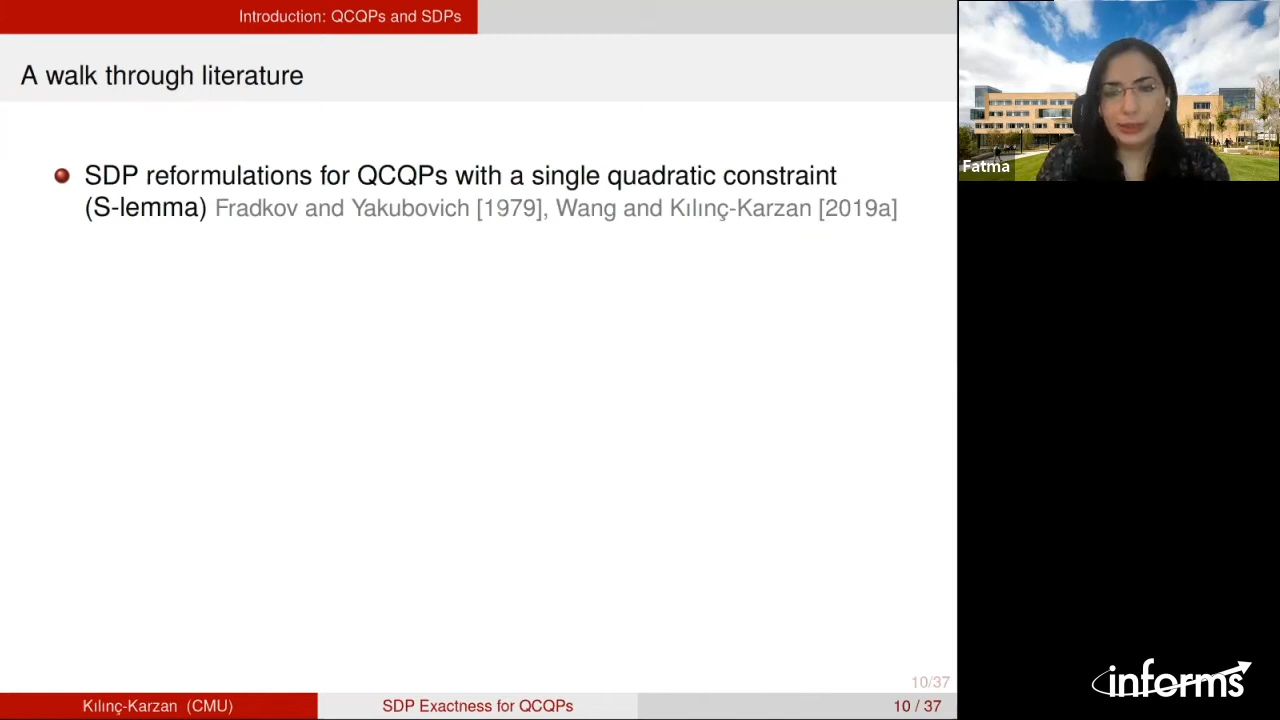 Introduction: QCQPs and SDPs
A walk through literature
SDP reformulations for QCQPs with a single quadratic constraint
(S-lemma) Fradkov and Yakubovich [1979], Wang and Kılınç-Karzan [2019a]
10/37
Kılınç-Karzan (CMU)
SDP Exactness for QCQPs
10 / 37
Fatma
informs